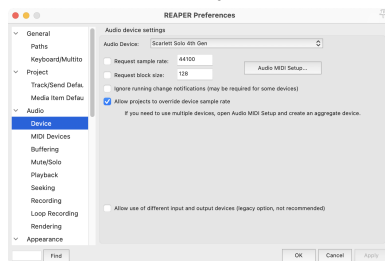 REAPER Preferences
General
Paths
Keyboard/Multito
Project
Track/Send Defau
Media Item Defau
Audio
Device
MIDI Devices
Buffering
Mute/Solo
Playback
Seeking
Recording
Loop Recording
Rendering
Appearance
Find
Audio device settings
Audio Device: Scarlett Solo 4th Gen
Request sample rate: 44100
Audio MIDI Setup...
Request block size: 128
Ignore running change notifications (may be required for some devices)
Allow projects to override device sample rate
If you need to use multiple devices, open Audio MIDI Setup and create an aggregate device.
Allow use of different input and output devices (legacy option, not recommended)
OK Cancel Apply